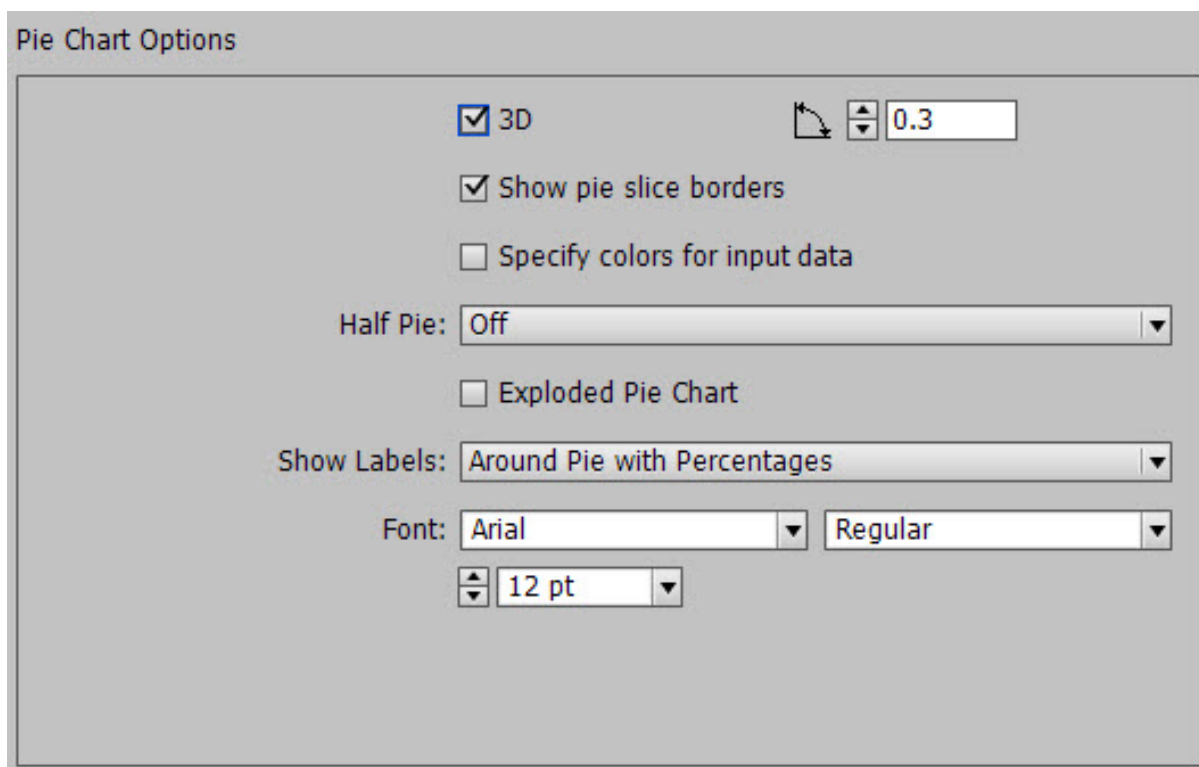 Pie Chart Options
3D 0.3
Show pie slice borders
Specify colors for input data
Half Pie: Off
Exploded Pie Chart
Show Labels: Around Pie with Percentages
Font: Arial Regular
12 pt